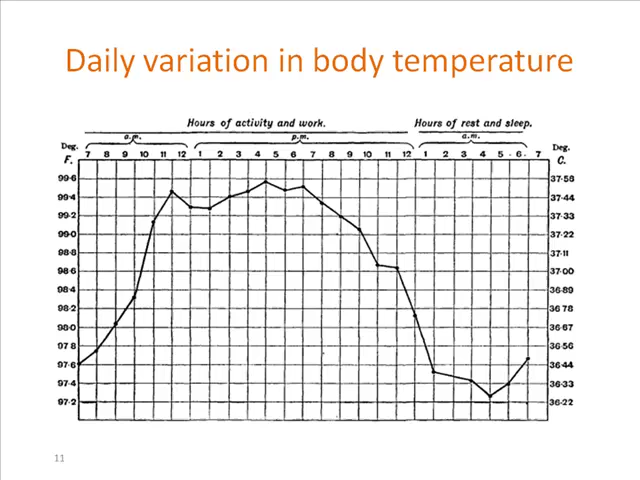 Daily variation in body temperature
Hours of activity and work. Hours of rest and sleep.
a.m. p.m. a.m.
Deg. Deg.
F. 7 8 9 10 11 12 1 2 3 4 5 6 7 8 9 10 11 12 1 2 3 4 5 6 7 C.
99·6 37·56
99·4 37·44
99·2 37·33
99·0 37·22
98·8 37·11
98·6 37·00
98·4 36·89
98·2 36·78
98·0 36·67
97·8 36·56
97·6 36·44
97·4 36·33
97·2 36·22
11